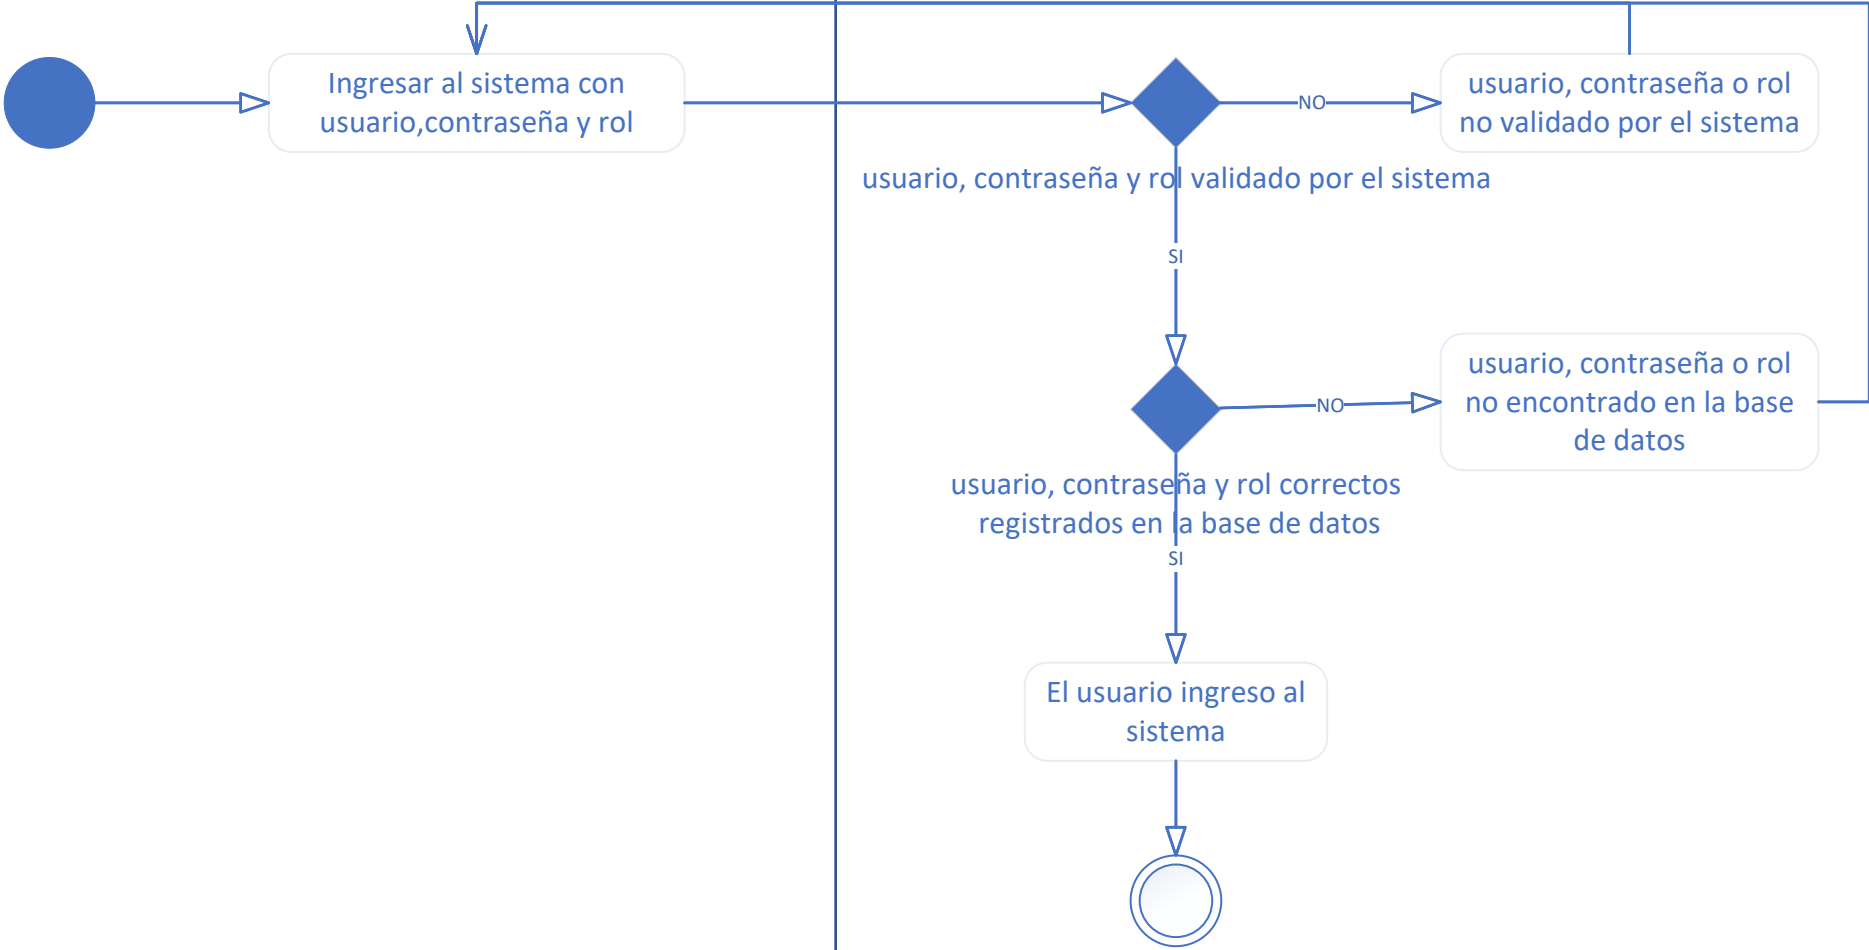 Ingresar al sistema con
usuario,contraseña y rol
NO
usuario, contraseña o rol
no validado por el sistema
usuario, contraseña y rol validado por el sistema
SI
NO
usuario, contraseña o rol
no encontrado en la base
de datos
usuario, contraseña y rol correctos
registrados en la base de datos
SI
El usuario ingreso al
sistema